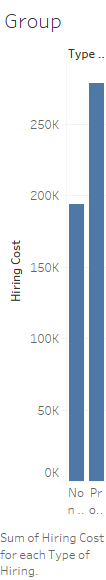 Group
Type ..
250K
200K
150K
100K
50K
0K
Hiring Cost
No Pr
n .. o..
Sum of Hiring Cost
for each Type of
Hiring.